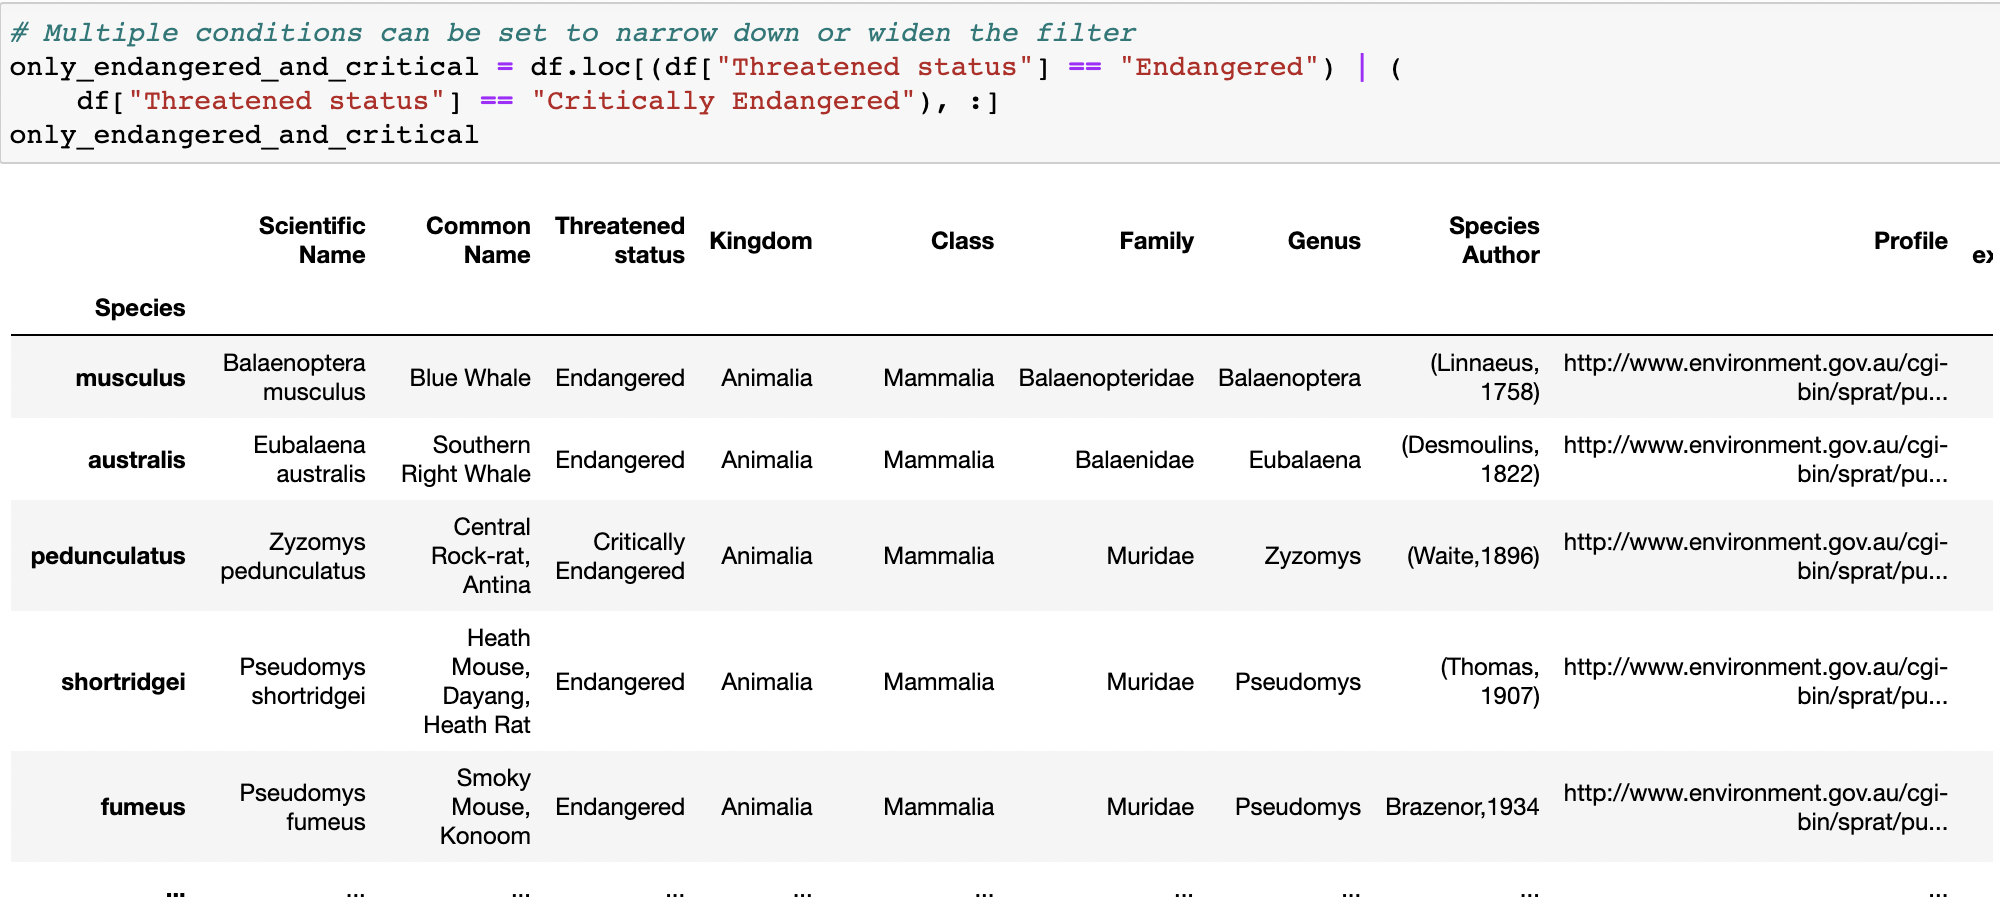 # Multiple conditions can be set to narrow down or widen the filter
only_endangered_and_critical = df.loc[(df["Threatened status"] == "Endangered") | (
    df["Threatened status"] == "Critically Endangered"), :]
only_endangered_and_critical
Scientific Name Common Name Threatened status Kingdom Class Family Genus Species Author Profile ex
Species
musculus Balaenoptera musculus Blue Whale Endangered Animalia Mammalia Balaenopteridae Balaenoptera (Linnaeus, 1758) http://www.environment.gov.au/cgi-bin/sprat/pu...
australis Eubalaena australis Southern Right Whale Endangered Animalia Mammalia Balaenidae Eubalaena (Desmoulins, 1822) http://www.environment.gov.au/cgi-bin/sprat/pu...
pedunculatus Zyzomys pedunculatus Central Rock-rat, Antina Critically Endangered Animalia Mammalia Muridae Zyzomys (Waite,1896) http://www.environment.gov.au/cgi-bin/sprat/pu...
shortridgei Pseudomys shortridgei Heath Mouse, Dayang, Heath Rat Endangered Animalia Mammalia Muridae Pseudomys (Thomas, 1907) http://www.environment.gov.au/cgi-bin/sprat/pu...
fumeus Pseudomys fumeus Smoky Mouse, Konoom Endangered Animalia Mammalia Muridae Pseudomys Brazenor,1934 http://www.environment.gov.au/cgi-bin/sprat/pu...
... ... ... ... ... ... ... ... ... ...